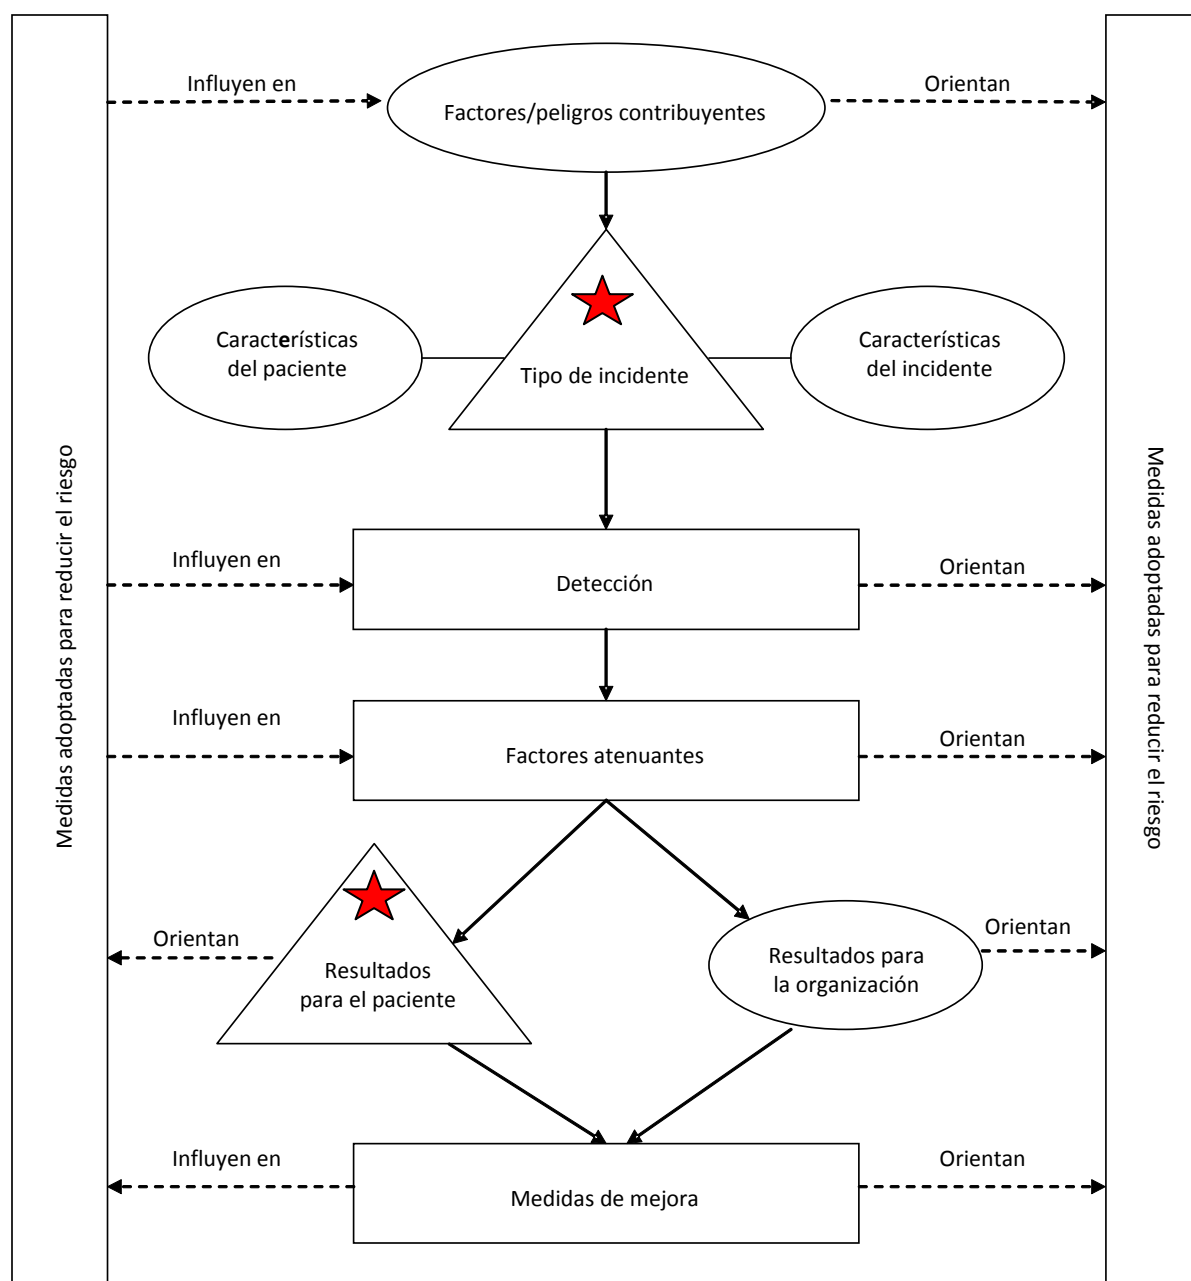 Influyen en
Orientan
Factores/peligros contribuyentes
Características
del paciente
Tipo de incidente
Características
del incidente
Medidas adoptadas para reducir el riesgo
Medidas adoptadas para reducir el riesgo
Influyen en
Detección
Orientan
Influyen en
Factores atenuantes
Orientan
Orientan
Resultados
para el paciente
Resultados para
la organización
Orientan
Influyen en
Medidas de mejora
Orientan